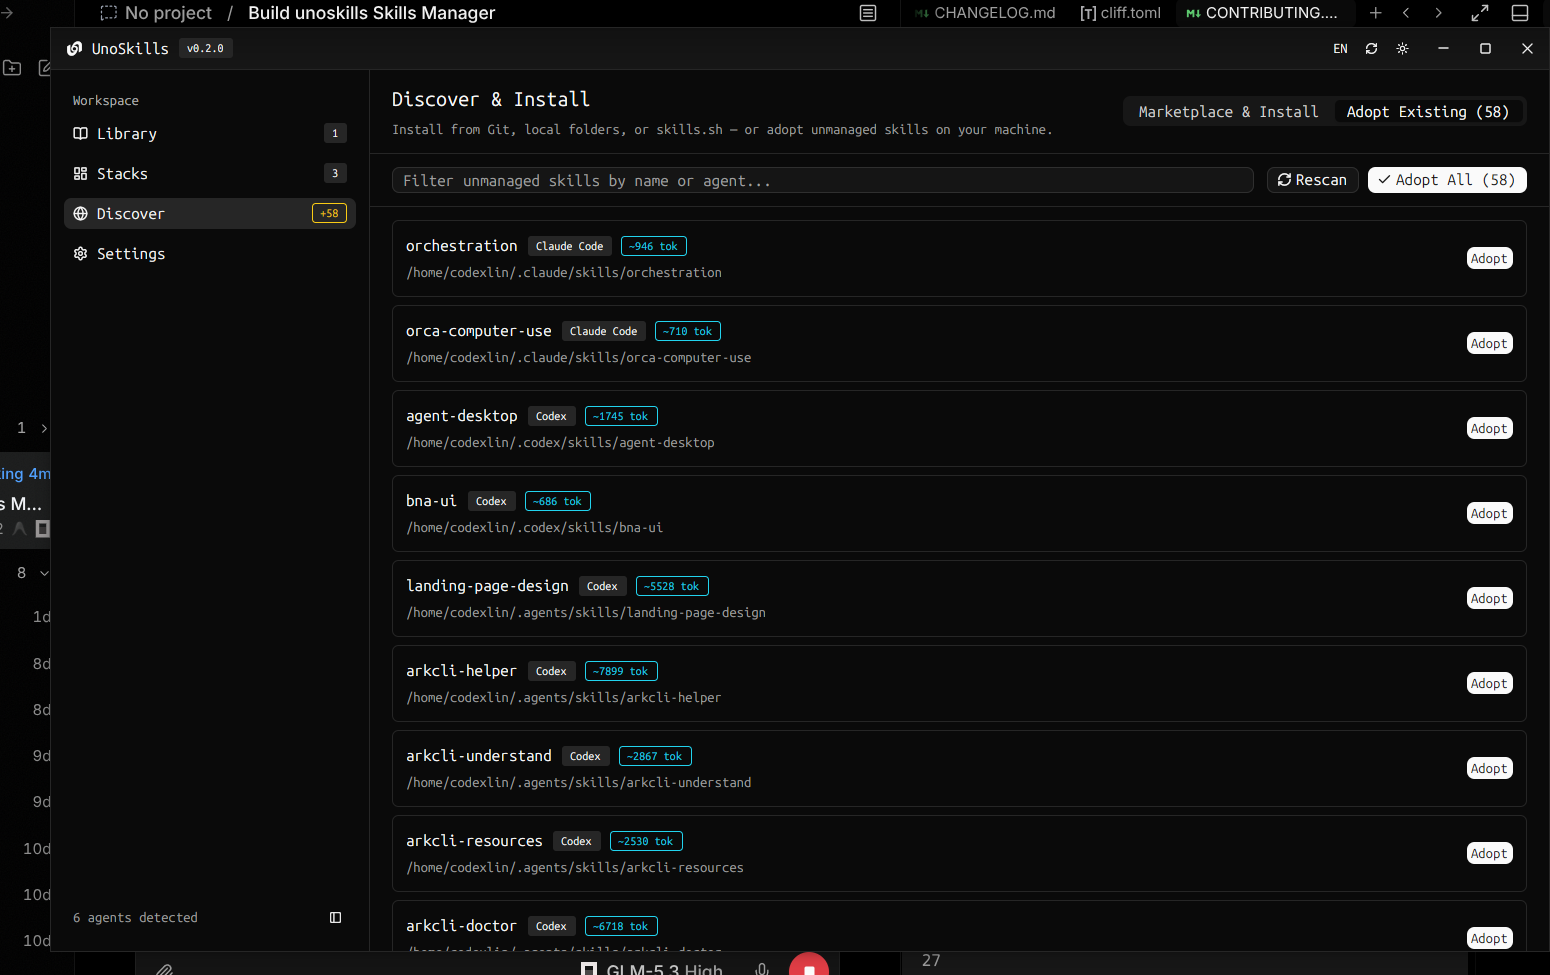 No project / Build unoskills Skills Manager
CHANGELOG.md
[T] cliff.toml
CONTRIBUTING....
UnoSkills v0.2.0
EN
Workspace
Library 1
Stacks 3
Discover +58
Settings
6 agents detected
Discover & Install
Install from Git, local folders, or skills.sh — or adopt unmanaged skills on your machine.
Marketplace & Install
Adopt Existing (58)
Filter unmanaged skills by name or agent...
Rescan
Adopt All (58)
orchestration Claude Code ~946 tok
/home/codexlin/.claude/skills/orchestration
Adopt
orca-computer-use Claude Code ~710 tok
/home/codexlin/.claude/skills/orca-computer-use
Adopt
agent-desktop Codex ~1745 tok
/home/codexlin/.codex/skills/agent-desktop
Adopt
bna-ui Codex ~686 tok
/home/codexlin/.codex/skills/bna-ui
Adopt
landing-page-design Codex ~5528 tok
/home/codexlin/.agents/skills/landing-page-design
Adopt
arkcli-helper Codex ~7899 tok
/home/codexlin/.agents/skills/arkcli-helper
Adopt
arkcli-understand Codex ~2867 tok
/home/codexlin/.agents/skills/arkcli-understand
Adopt
arkcli-resources Codex ~2530 tok
/home/codexlin/.agents/skills/arkcli-resources
Adopt
arkcli-doctor Codex ~6718 tok
/home/codexlin/.agents/skills/arkcli-doctor
Adopt
1
king 4m
s M...
2
8
1d
8d
8d
9d
9d
10d
10d
10d
GLM-5.3 High
27